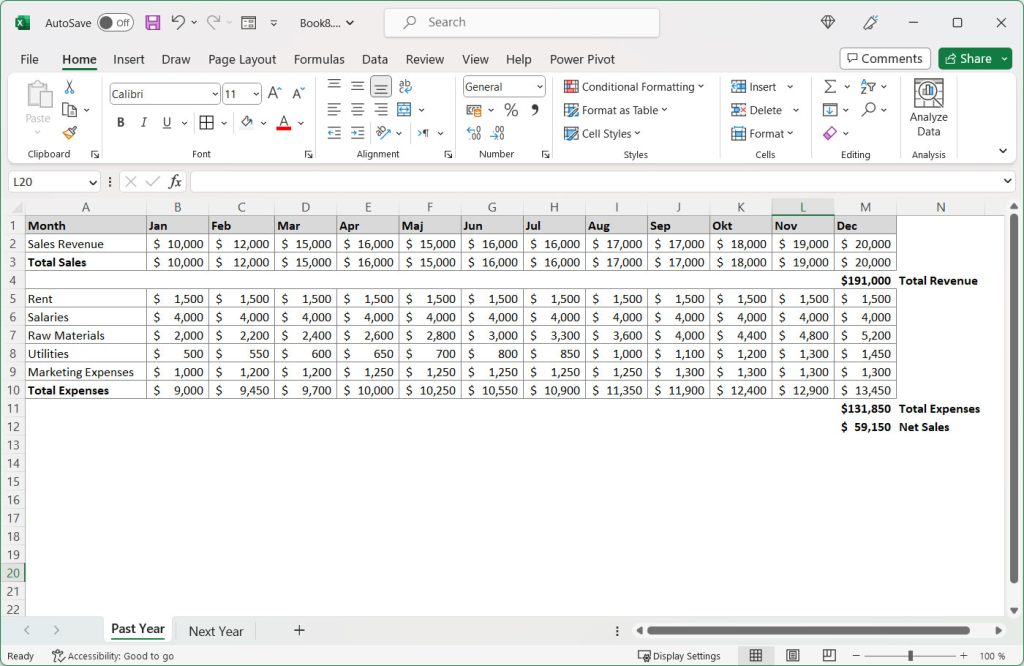 AutoSave Off Book8.... Search
File Home Insert Draw Page Layout Formulas Data Review View Help Power Pivot Comments Share
Paste Calibri 11 A A General Conditional Formatting Insert
B I U A % Format as Table Delete Analyze Data
Cell Styles Format
Clipboard Font Alignment Number Styles Cells Editing Analysis
L20 fx
A B C D E F G H I J K L M N
1 Month Jan Feb Mar Apr Maj Jun Jul Aug Sep Okt Nov Dec
2 Sales Revenue $ 10,000 $ 12,000 $ 15,000 $ 16,000 $ 15,000 $ 16,000 $ 16,000 $ 17,000 $ 17,000 $ 18,000 $ 19,000 $ 20,000
3 Total Sales $ 10,000 $ 12,000 $ 15,000 $ 16,000 $ 15,000 $ 16,000 $ 16,000 $ 17,000 $ 17,000 $ 18,000 $ 19,000 $ 20,000
4 $191,000 Total Revenue
5 Rent $ 1,500 $ 1,500 $ 1,500 $ 1,500 $ 1,500 $ 1,500 $ 1,500 $ 1,500 $ 1,500 $ 1,500 $ 1,500 $ 1,500
6 Salaries $ 4,000 $ 4,000 $ 4,000 $ 4,000 $ 4,000 $ 4,000 $ 4,000 $ 4,000 $ 4,000 $ 4,000 $ 4,000 $ 4,000
7 Raw Materials $ 2,000 $ 2,200 $ 2,400 $ 2,600 $ 2,800 $ 3,000 $ 3,300 $ 3,600 $ 4,000 $ 4,400 $ 4,800 $ 5,200
8 Utilities $ 500 $ 550 $ 600 $ 650 $ 700 $ 800 $ 850 $ 1,000 $ 1,100 $ 1,200 $ 1,300 $ 1,450
9 Marketing Expenses $ 1,000 $ 1,200 $ 1,200 $ 1,250 $ 1,250 $ 1,250 $ 1,250 $ 1,250 $ 1,300 $ 1,300 $ 1,300 $ 1,300
10 Total Expenses $ 9,000 $ 9,450 $ 9,700 $ 10,000 $ 10,250 $ 10,550 $ 10,900 $ 11,350 $ 11,900 $ 12,400 $ 12,900 $ 13,450
11 $131,850 Total Expenses
12 $ 59,150 Net Sales
13
14
15
16
17
18
19
20
21
22
Past Year Next Year
Ready Accessibility: Good to go Display Settings 100 %